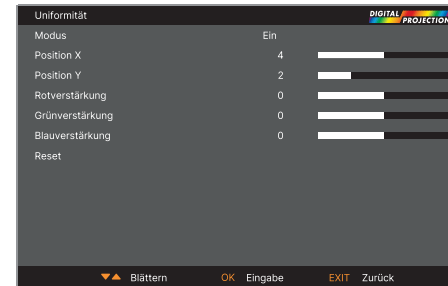 Uniformität DIGITAL PROJECTION
Modus Ein
Position X 4
Position Y 2
Rotverstärkung 0
Grünverstärkung 0
Blauverstärkung 0
Reset
▼▲ Blättern OK Eingabe EXIT Zurück